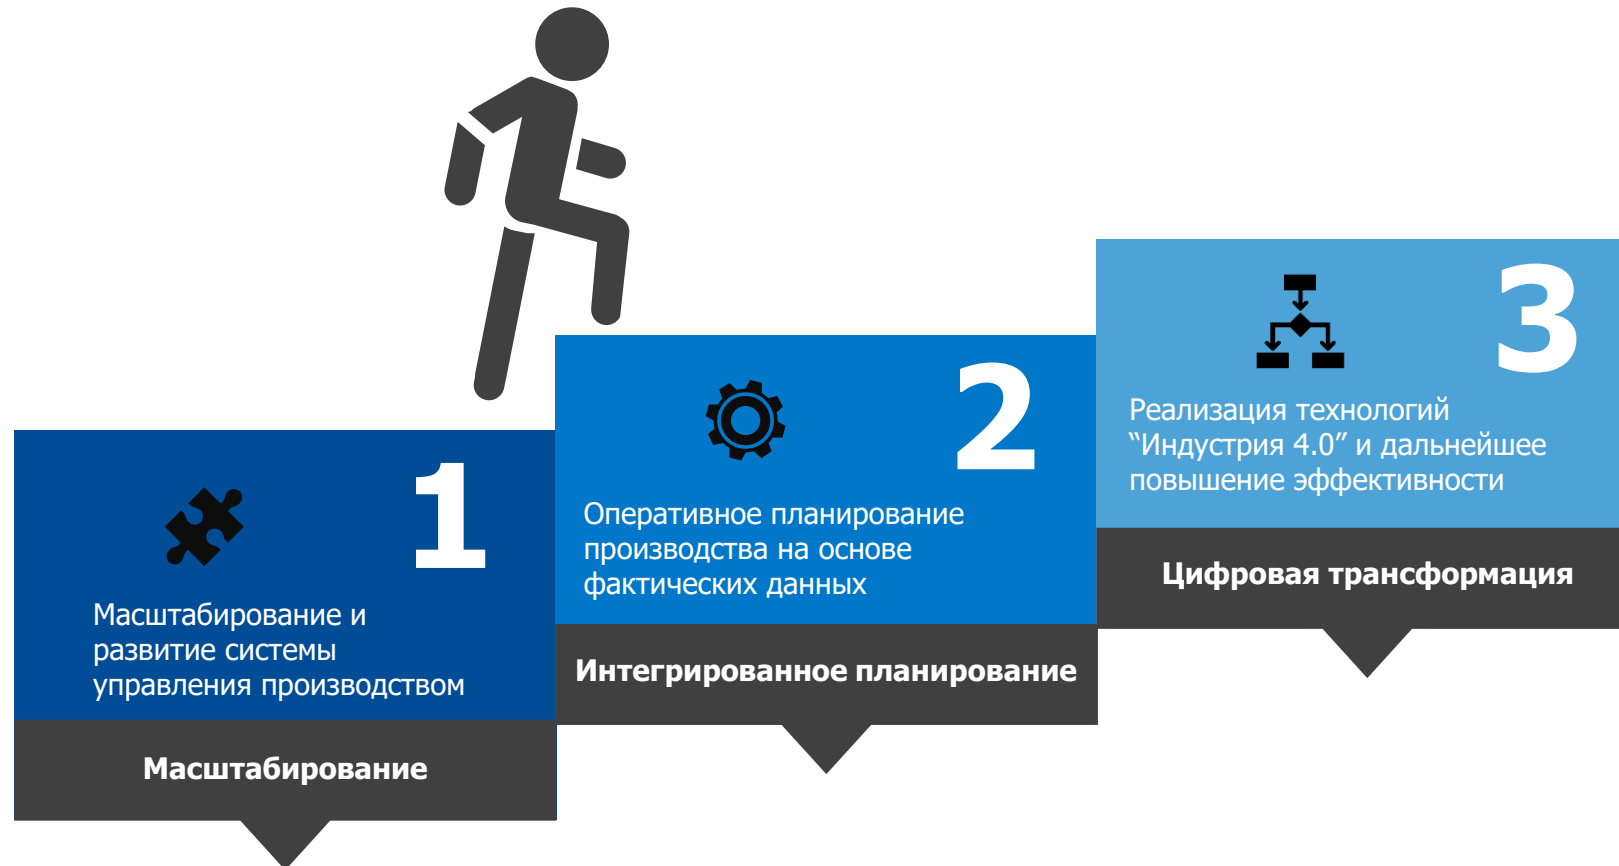 1
Масштабирование и
развитие системы
управления производством
Масштабирование
2
Оперативное планирование
производства на основе
фактических данных
Интегрированное планирование
3
Реализация технологий
“Индустрия 4.0” и дальнейшее
повышение эффективности
Цифровая трансформация